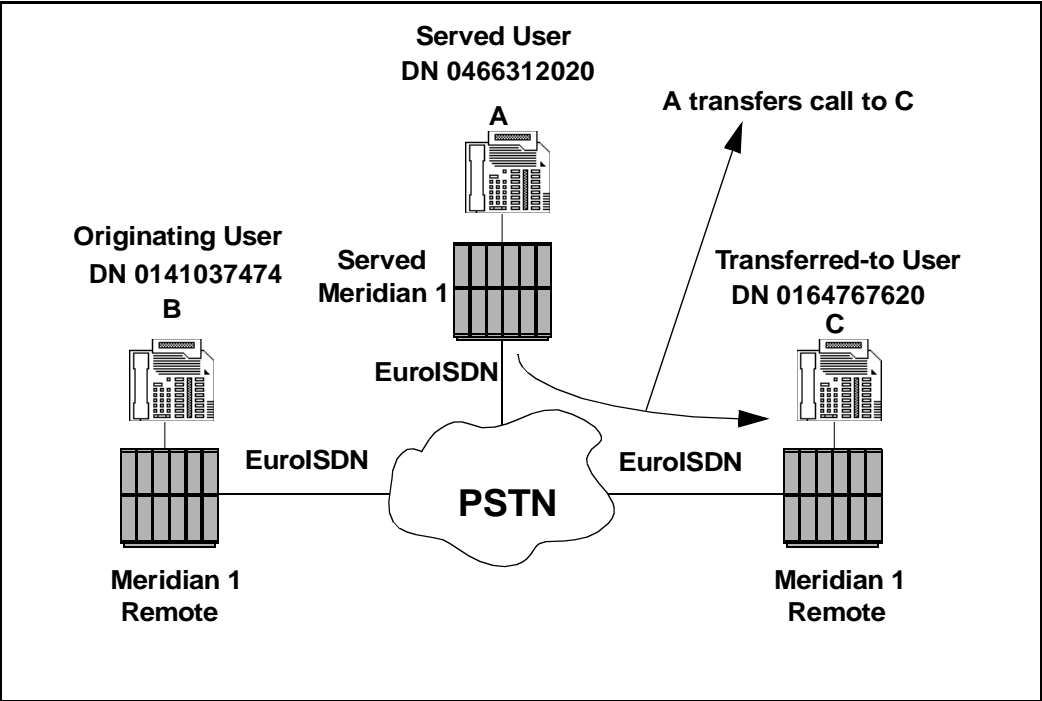 Served User
DN 0466312020
A
A transfers call to C
Originating User
DN 0141037474
B
Served
Meridian 1
Transferred-to User
DN 0164767620
C
EuroISDN
EuroISDN
EuroISDN
PSTN
Meridian 1
Remote
Meridian 1
Remote